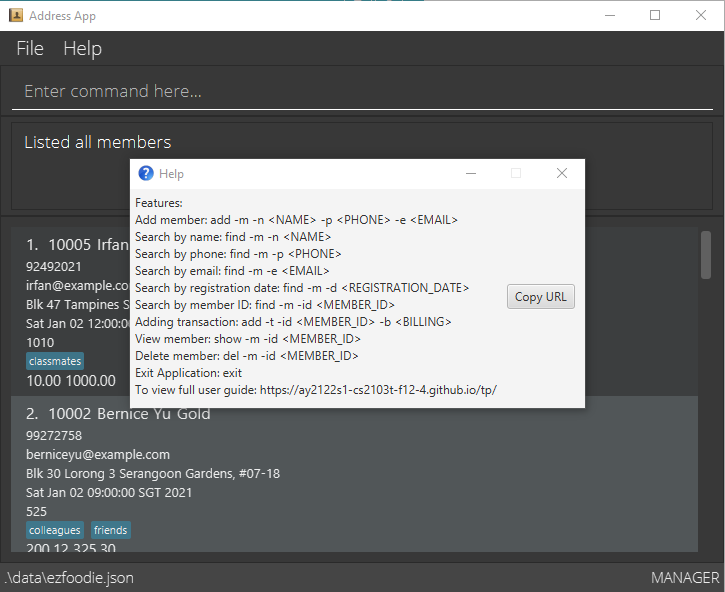 Address App
File Help
Enter command here...
Listed all members
Help
Features:
Add member: add -m -n <NAME> -p <PHONE> -e <EMAIL>
Search by name: find -m -n <NAME>
Search by phone: find -m -p <PHONE>
Search by email: find -m -e <EMAIL>
Search by registration date: find -m -d <REGISTRATION_DATE>
Search by member ID: find -m -id <MEMBER_ID>
Adding transaction: add -t -id <MEMBER_ID> -b <BILLING>
View member: show -m -id <MEMBER_ID>
Delete member: del -m -id <MEMBER_ID>
Exit Application: exit
To view full user guide: https://ay2122s1-cs2103t-f12-4.github.io/tp/
Copy URL
1. 10005 Irfan
92492021
irfan@example.co
Blk 47 Tampines S
Sat Jan 02 12:00:0
1010
classmates
10.00 1000.00
2. 10002 Bernice Yu Gold
99272758
berniceyu@example.com
Blk 30 Lorong 3 Serangoon Gardens, #07-18
Sat Jan 02 09:00:00 SGT 2021
525
colleagues friends
200.12 325.30
.\data\ezfoodie.json
MANAGER